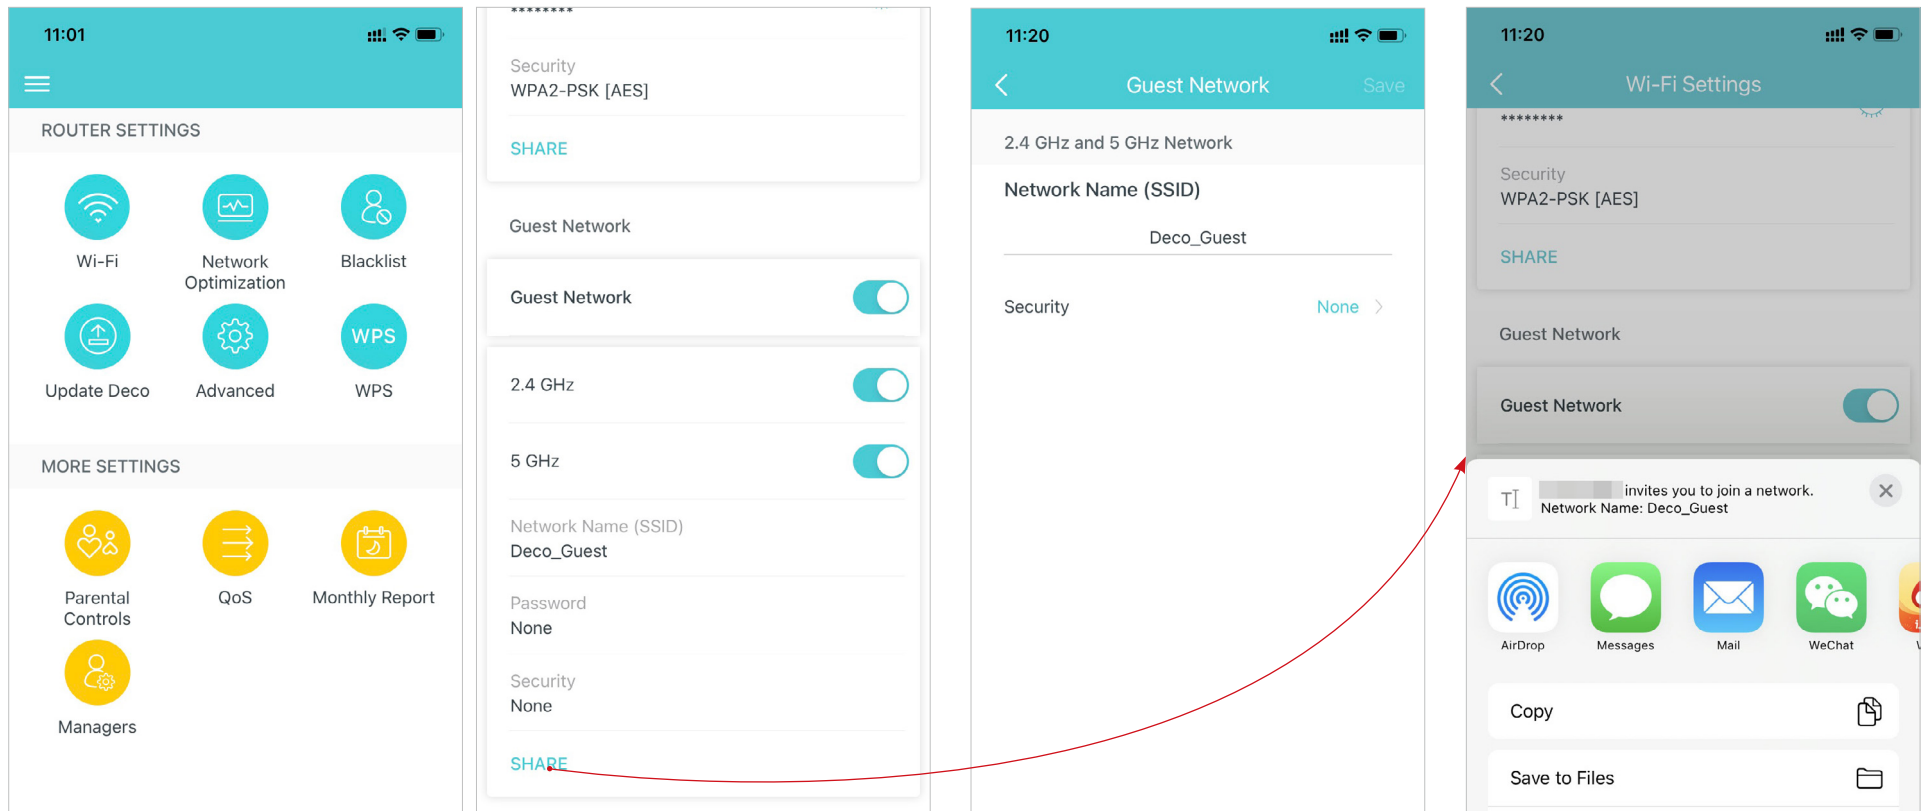 11:01
ROUTER SETTINGS
Wi-Fi
Network
Optimization
Blacklist
WPS
Update Deco
Advanced
WPS
MORE SETTINGS
Parental
Controls
QoS
Monthly Report
Managers
********
Security
WPA2-PSK [AES]
SHARE
Guest Network
Guest Network
2.4 GHz
5 GHz
Network Name (SSID)
Deco_Guest
Password
None
Security
None
SHARE
11:20
Guest Network
Save
2.4 GHz and 5 GHz Network
Network Name (SSID)
Deco_Guest
Security
None
11:20
Wi-Fi Settings
********
Security
WPA2-PSK [AES]
SHARE
Guest Network
Guest Network
invites you to join a network.
Network Name: Deco_Guest
AirDrop
Messages
Mail
WeChat
Copy
Save to Files